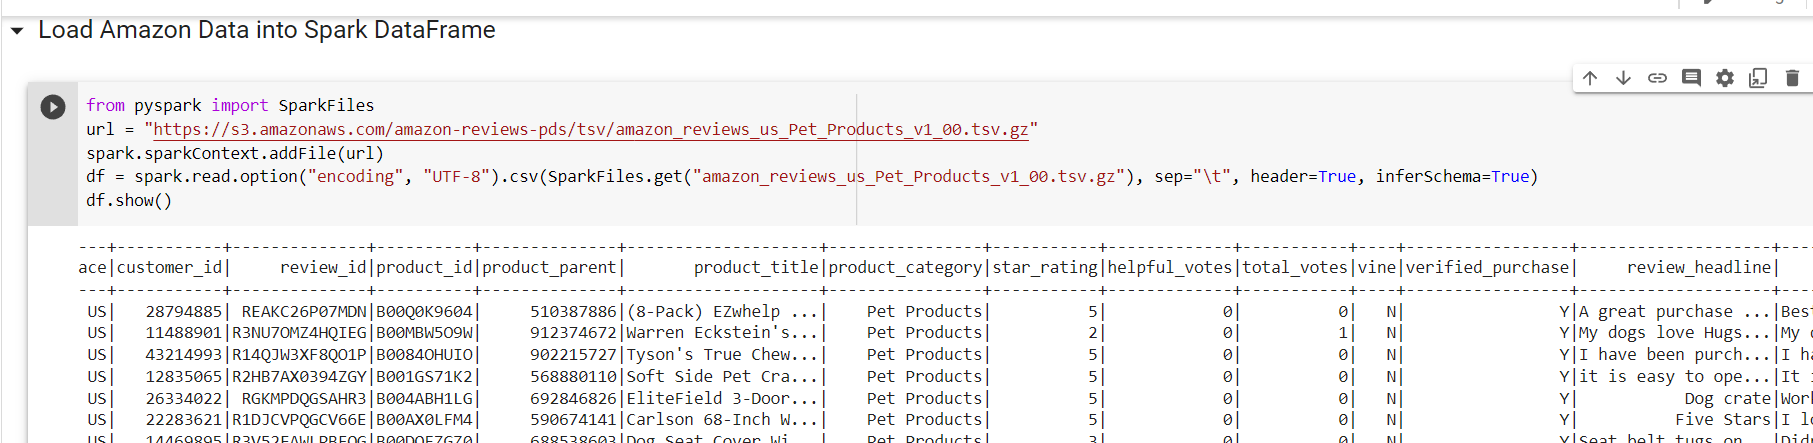 Load Amazon Data into Spark DataFrame
from pyspark import SparkFiles
url = "https://s3.amazonaws.com/amazon-reviews-pds/tsv/amazon_reviews_us_Pet_Products_v1_00.tsv.gz"
spark.sparkContext.addFile(url)
df = spark.read.option("encoding", "UTF-8").csv(SparkFiles.get("amazon_reviews_us_Pet_Products_v1_00.tsv.gz"), sep="\t", header=True, inferSchema=True)
df.show()
---+-----------+--------------+----------+--------------+--------------------+----------------+-----------+-------------+-----------+----+-----------------+--------------------+---
ace|customer_id|     review_id|product_id|product_parent|       product_title|product_category|star_rating|helpful_votes|total_votes|vine|verified_purchase|     review_headline|
---+-----------+--------------+----------+--------------+--------------------+----------------+-----------+-------------+-----------+----+-----------------+--------------------+---
 US|   28794885| REAKC26P07MDN|B00Q0K9604|     510387886|(8-Pack) EZwhelp ...|    Pet Products|          5|            0|          0|   N|                Y|A great purchase ...|Best
 US|   11488901|R3NU7OMZ4HQIEG|B00MBW5O9W|     912374672|Warren Eckstein's...|    Pet Products|          2|            0|          1|   N|                Y|My dogs love Hugs...|My
 US|   43214993|R14QJW3XF8QO1P|B0084OHUIO|     902215727|Tyson's True Chew...|    Pet Products|          5|            0|          0|   N|                Y|I have been purch...|I ha
 US|   12835065|R2HB7AX0394ZGY|B001GS71K2|     568880110|Soft Side Pet Cra...|    Pet Products|          5|            0|          0|   N|                Y|it is easy to ope...|It
 US|   26334022| RGKMPDQGSAHR3|B004ABH1LG|     692846826|EliteField 3-Door...|    Pet Products|          5|            0|          0|   N|                Y|           Dog crate|Work
 US|   22283621|R1DJCVPQGCV66E|B00AX0LFM4|     590674141|Carlson 68-Inch W...|    Pet Products|          5|            0|          0|   N|                Y|          Five Stars|I lo
 US|   14469895|R3V52EAWLPBFQG|B00DQFZGZ0|     688538603|Dog Seat Cover Wi...|    Pet Products|          3|            0|          0|   N|                Y|Seat belt tugs on...|